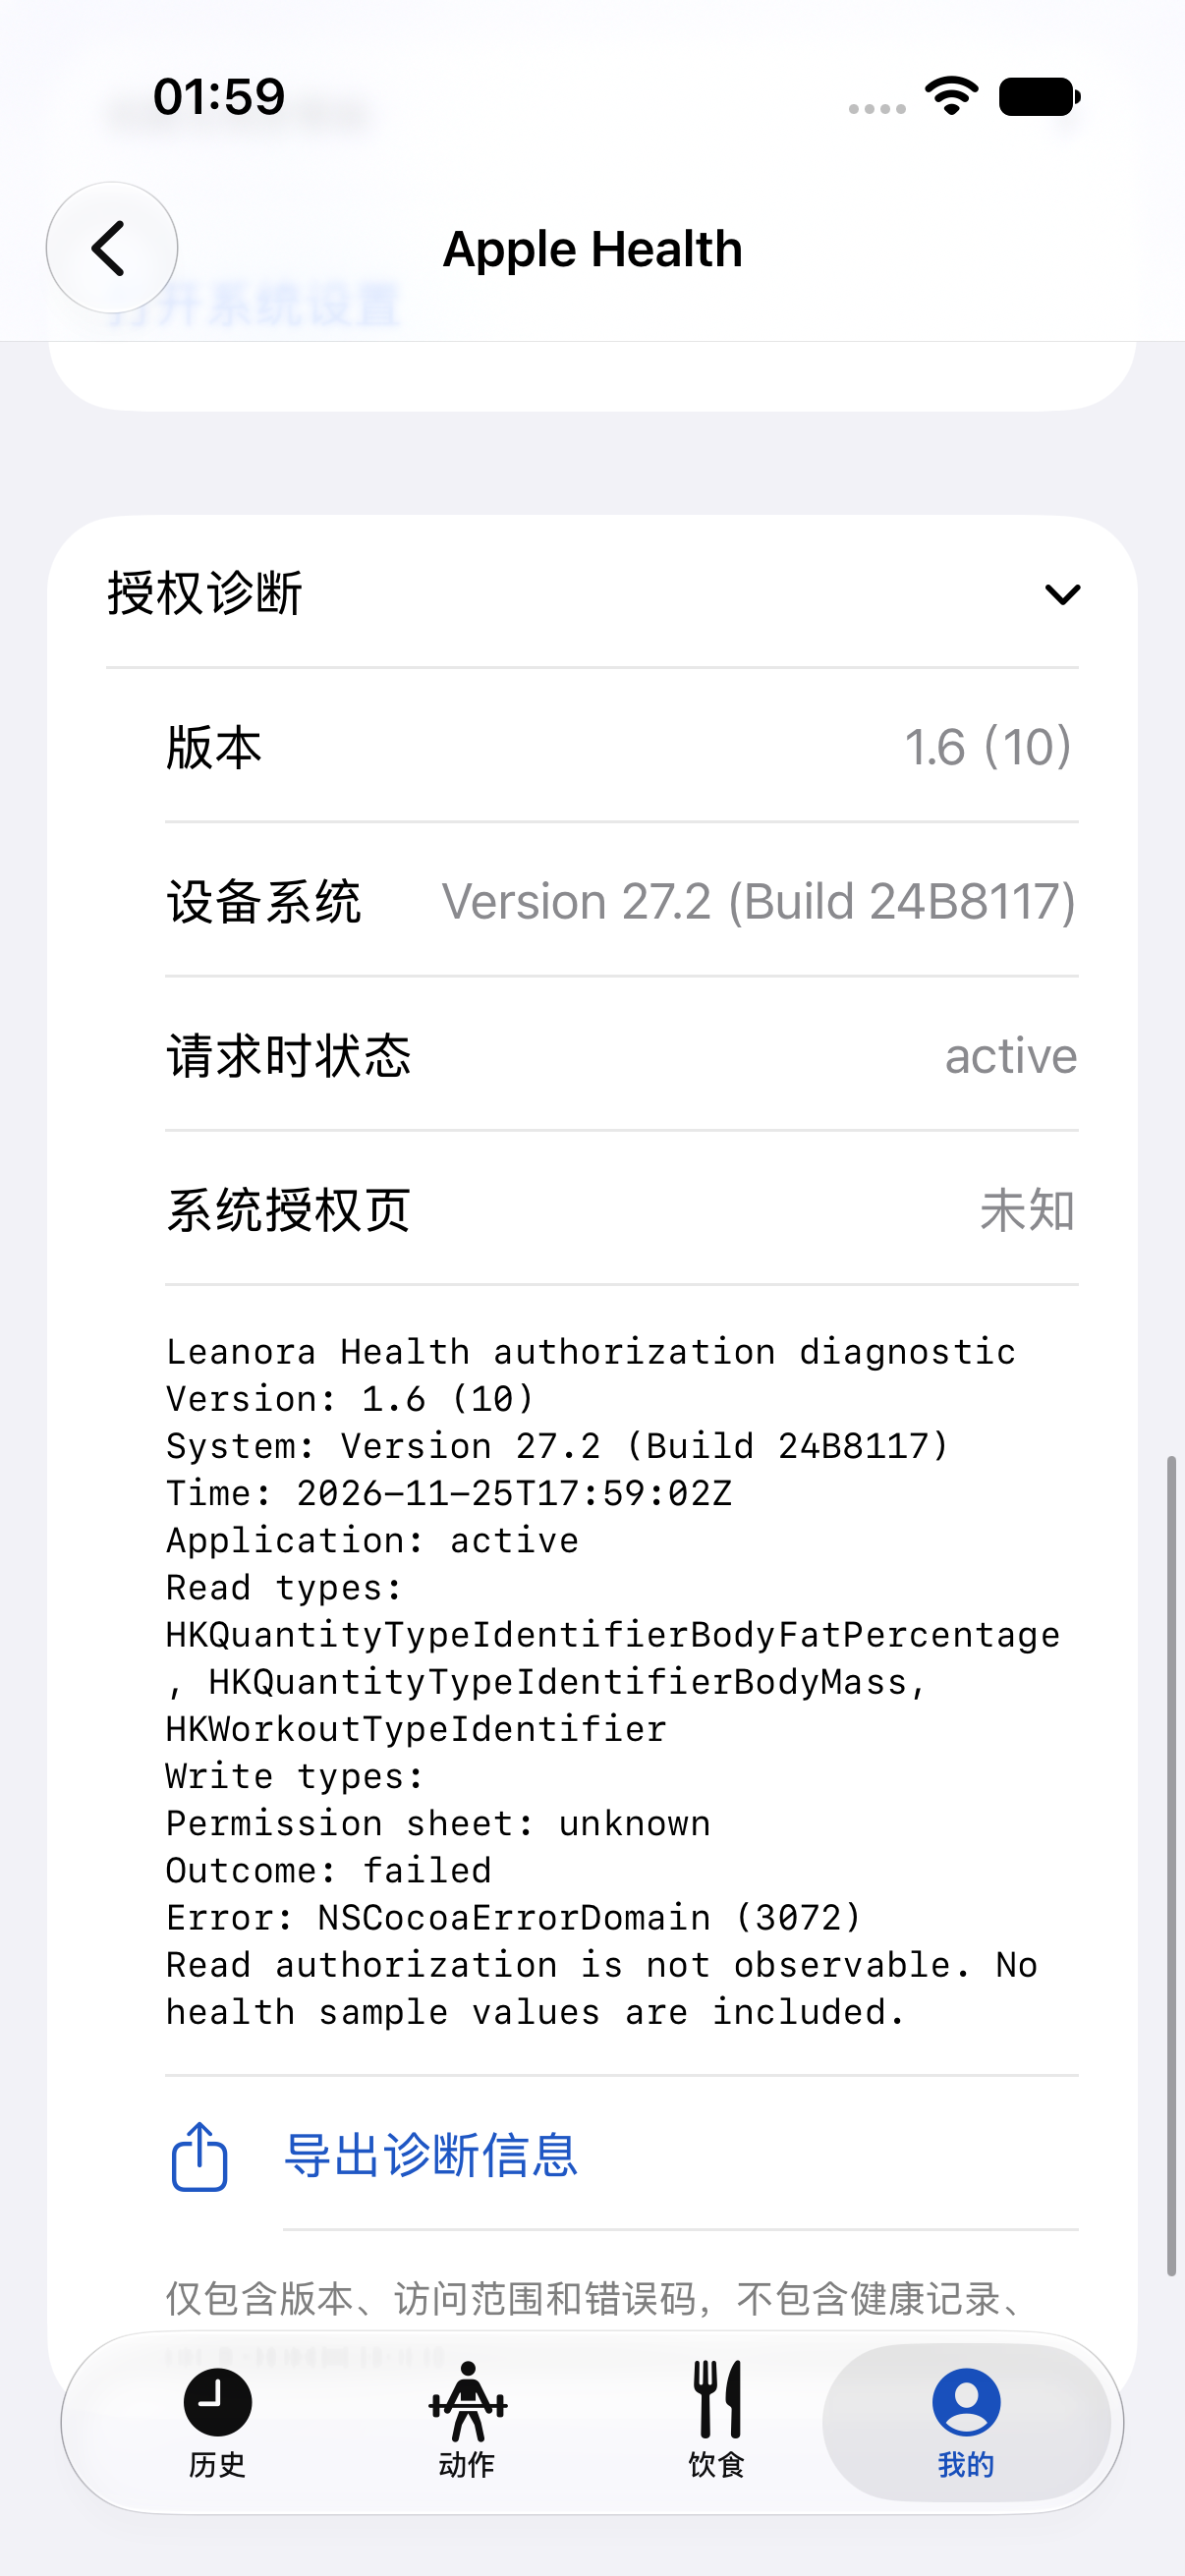 01:59
Apple Health
打开系统设置
授权诊断
版本
1.6 (10)
设备系统
Version 27.2 (Build 24B8117)
请求时状态
active
系统授权页
未知
Leanora Health authorization diagnostic
Version: 1.6 (10)
System: Version 27.2 (Build 24B8117)
Time: 2026-11-25T17:59:02Z
Application: active
Read types:
HKQuantityTypeIdentifierBodyFatPercentage
, HKQuantityTypeIdentifierBodyMass,
HKWorkoutTypeIdentifier
Write types:
Permission sheet: unknown
Outcome: failed
Error: NSCocoaErrorDomain (3072)
Read authorization is not observable. No
health sample values are included.
导出诊断信息
仅包含版本、访问范围和错误码，不包含健康记录、
历史
动作
饮食
我的